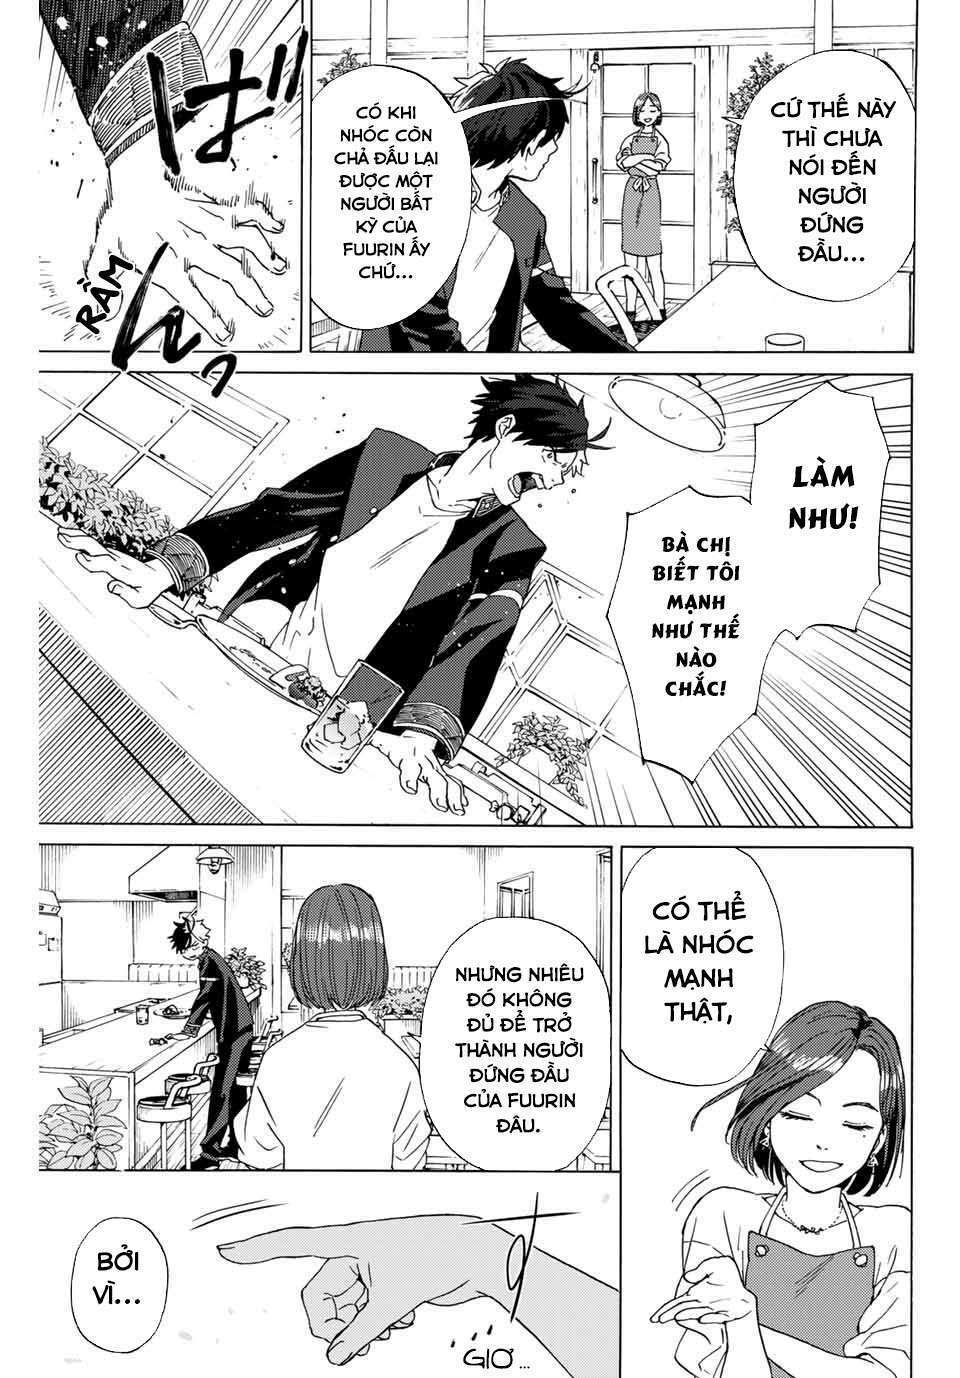 CỨ THẾ NÀY
THÌ CHƯA
NÓI ĐẾN
NGƯỜI
ĐỨNG
ĐẦU...
CÓ KHI
NHÓC CÒN
CHẢ ĐẤU LẠI
ĐƯỢC MỘT
NGƯỜI BẤT
KỲ CỦA
FUURIN ẤY
CHỨ...
ばんっ
RẦM
LÀM
NHƯ!
BÀ CHỊ
BIẾT TÔI
MẠNH
NHƯ THẾ
NÀO
CHẮC!
CÓ THỂ
LÀ NHÓC
MẠNH
THẬT,
NHƯNG NHIÊU
ĐÓ KHÔNG
ĐỦ ĐỂ TRỞ
THÀNH NGƯỜI
ĐỨNG ĐẦU
CỦA FUURIN
ĐÂU.
BỞI
VÌ...
GIƠ...